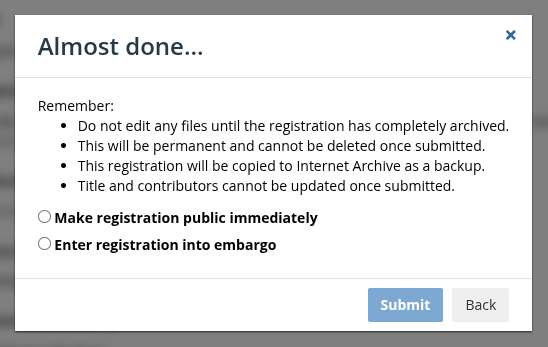 Almost done...
×
Remember:
• Do not edit any files until the registration has completely archived.
• This will be permanent and cannot be deleted once submitted.
• This registration will be copied to Internet Archive as a backup.
• Title and contributors cannot be updated once submitted.
Make registration public immediately
Enter registration into embargo
Submit Back